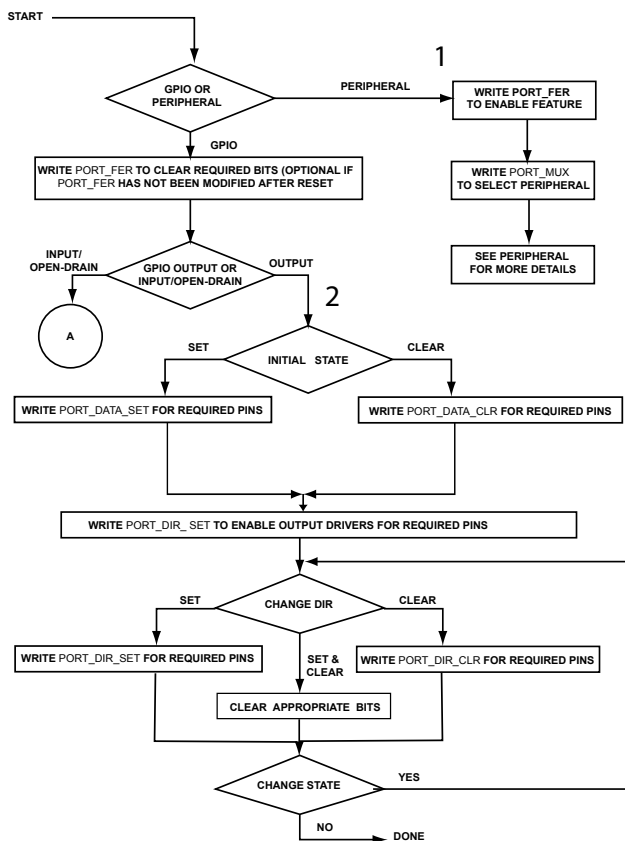 START
1
GPIO OR
PERIPHERAL
PERIPHERAL
WRITE PORT_FER
TO ENABLE FEATURE
GPIO
WRITE PORT_FER TO CLEAR REQUIRED BITS (OPTIONAL IF
PORT_FER HAS NOT BEEN MODIFIED AFTER RESET
WRITE PORT_MUX
TO SELECT PERIPHERAL
INPUT/
OPEN-DRAIN
GPIO OUTPUT OR
INPUT/OPEN-DRAIN
OUTPUT
SEE PERIPHERAL
FOR MORE DETAILS
A
2
SET
INITIAL STATE
CLEAR
WRITE PORT_DATA_SET FOR REQUIRED PINS
WRITE PORT_DATA_CLR FOR REQUIRED PINS
WRITE PORT_DIR_ SET TO ENABLE OUTPUT DRIVERS FOR REQUIRED PINS
SET
CHANGE DIR
CLEAR
WRITE PORT_DIR_SET FOR REQUIRED PINS
SET &
CLEAR
WRITE PORT_DIR_CLR FOR REQUIRED PINS
CLEAR APPROPRIATE BITS
CHANGE STATE
YES
NO
DONE